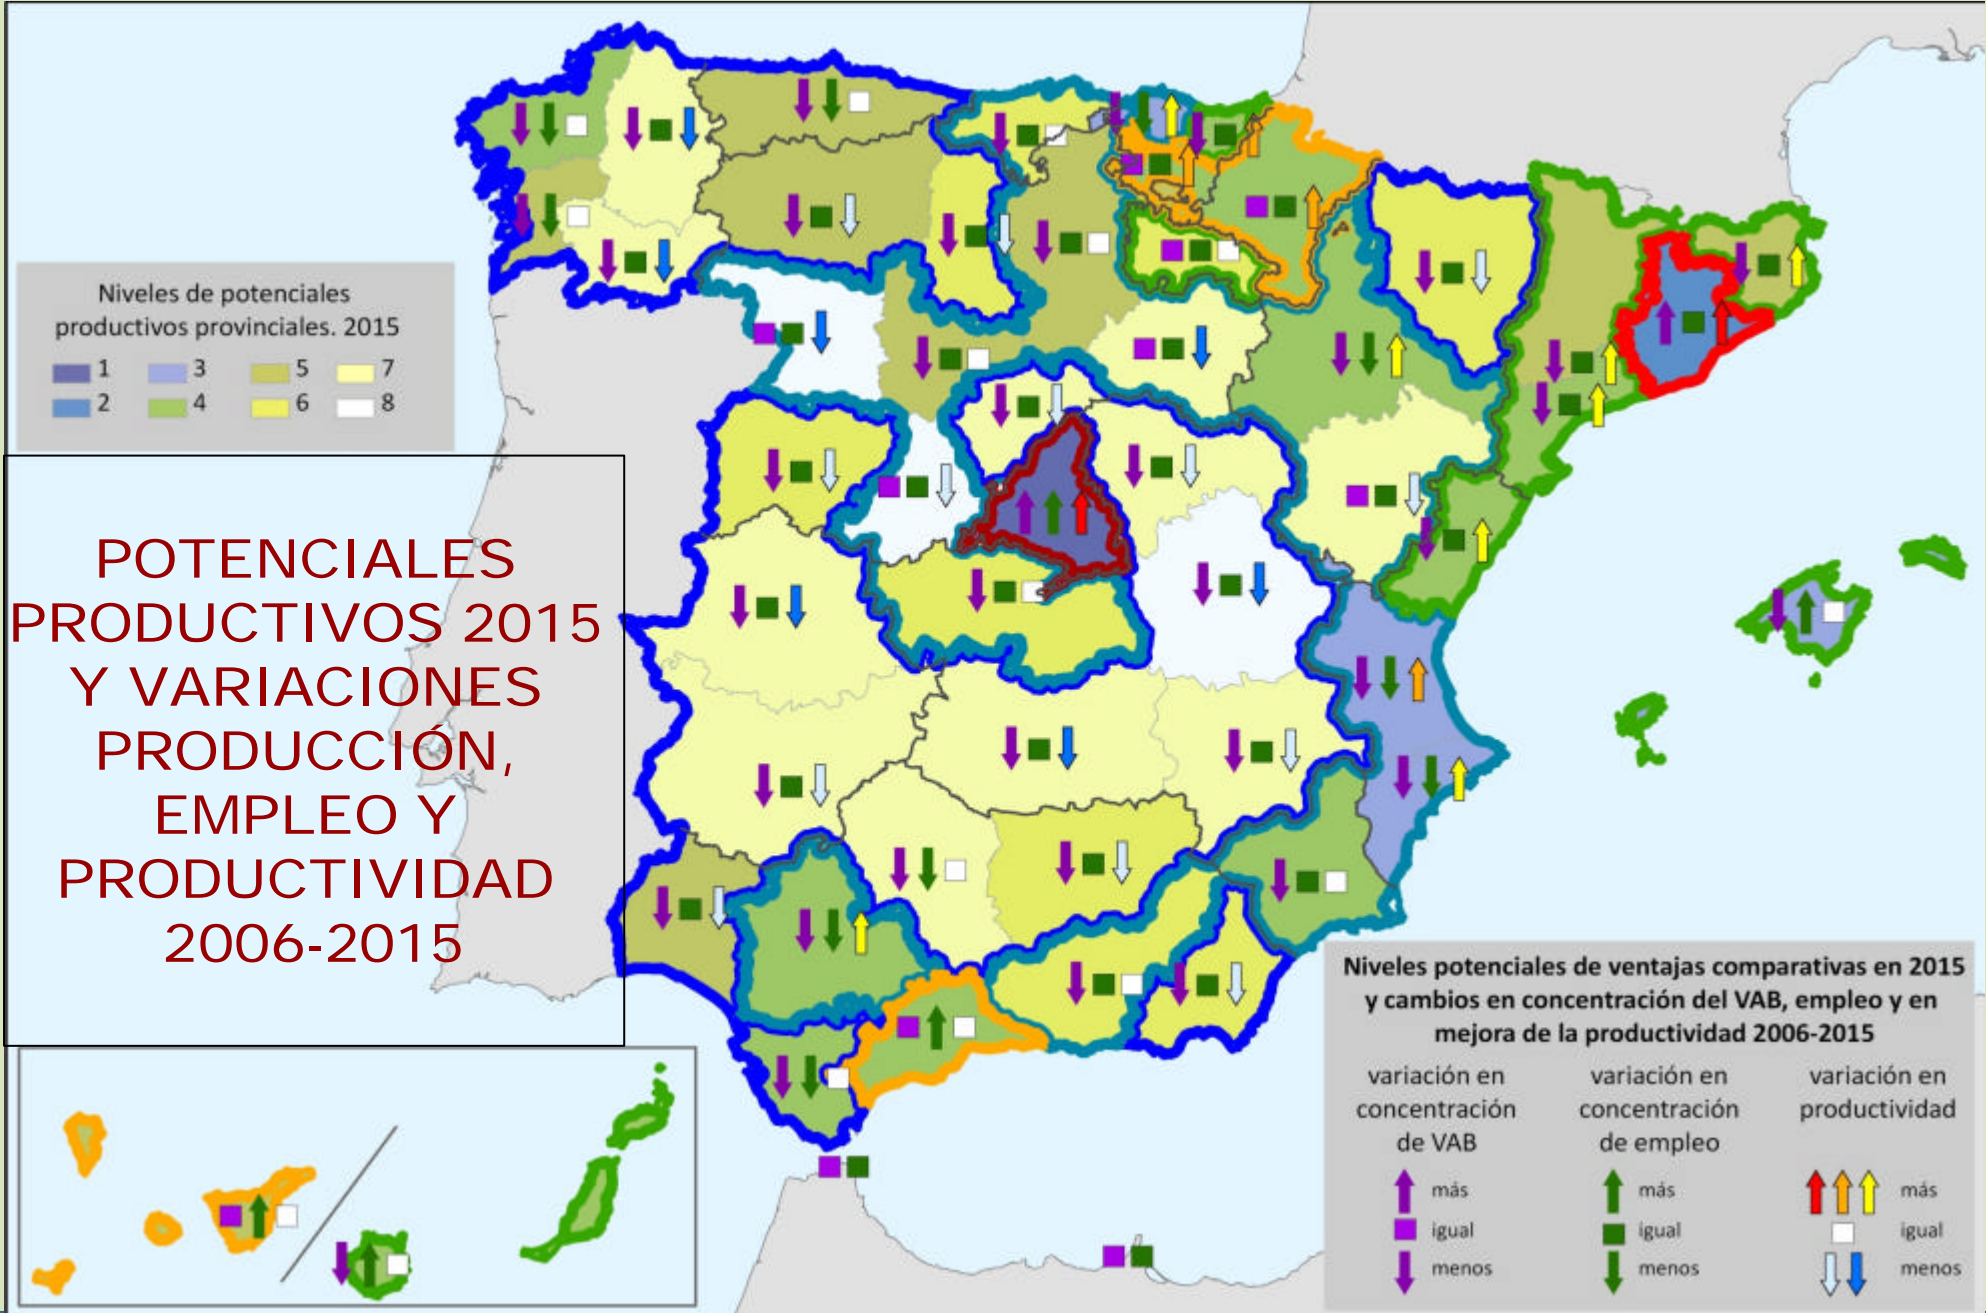 Niveles de potenciales
productivos provinciales. 2015
1 3 5 7
2 4 6 8
POTENCIALES
PRODUCTIVOS 2015
Y VARIACIONES
PRODUCCIÓN,
EMPLEO Y
PRODUCTIVIDAD
2006-2015
Niveles potenciales de ventajas comparativas en 2015
y cambios en concentración del VAB, empleo y en
mejora de la productividad 2006-2015
variación en
concentración
de VAB
más
igual
menos
variación en
concentración
de empleo
más
igual
menos
variación en
productividad
más
igual
menos